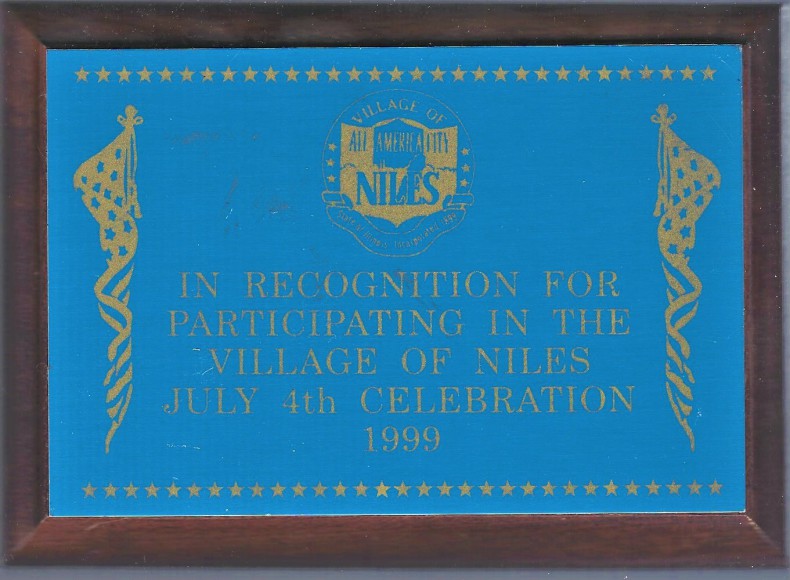 VILLAGE OF
ALL AMERICA CITY
NILES
IN RECOGNITION FOR
PARTICIPATING IN THE
VILLAGE OF NILES
JULY 4th CELEBRATION
1999